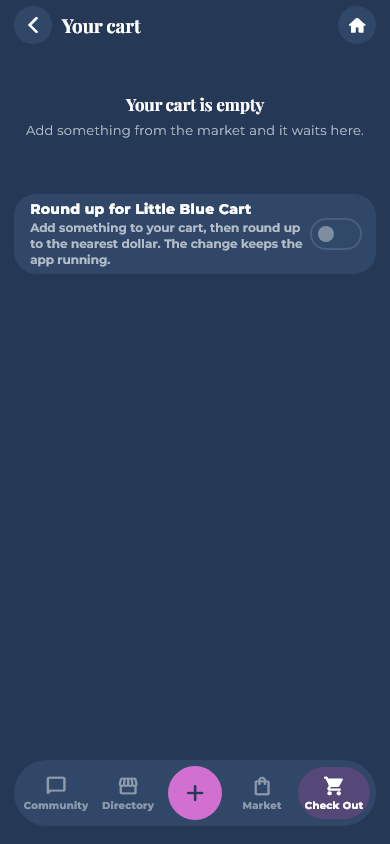 Your cart
Your cart is empty
Add something from the market and it waits here.
Round up for Little Blue Cart
Add something to your cart, then round up
to the nearest dollar. The change keeps the
app running.
Community
Directory
Market
Check Out